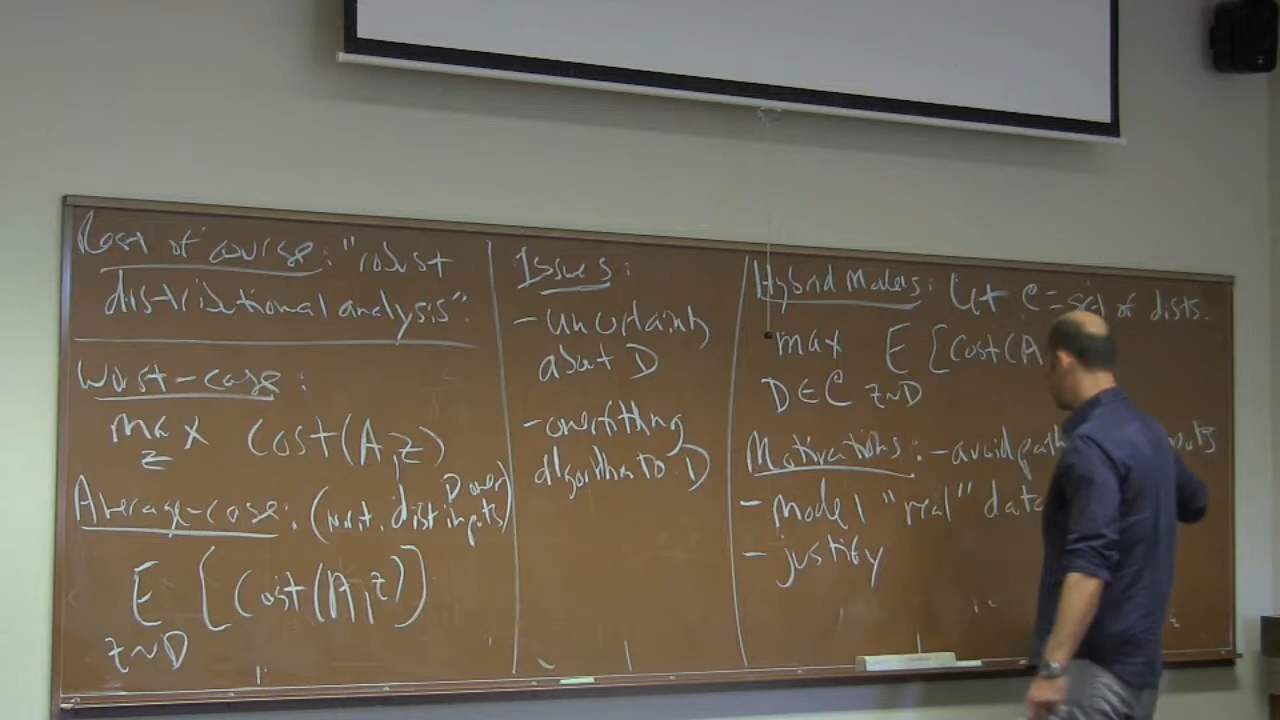 Rest of course: "robust
distributional analysis".
Worst-case:
max cost(A,z)
z
Average-case: (w.r.t. dist D over
inputs)
E [cost(A,z)]
z~D
Issues:
- uncertainty
about D
- overfitting
algorithm to D
Hybrid Models: Let C = set of dists.
max E [cost(A
D∈C z~D
Motivations: - avoid
- model "real" data
- justify